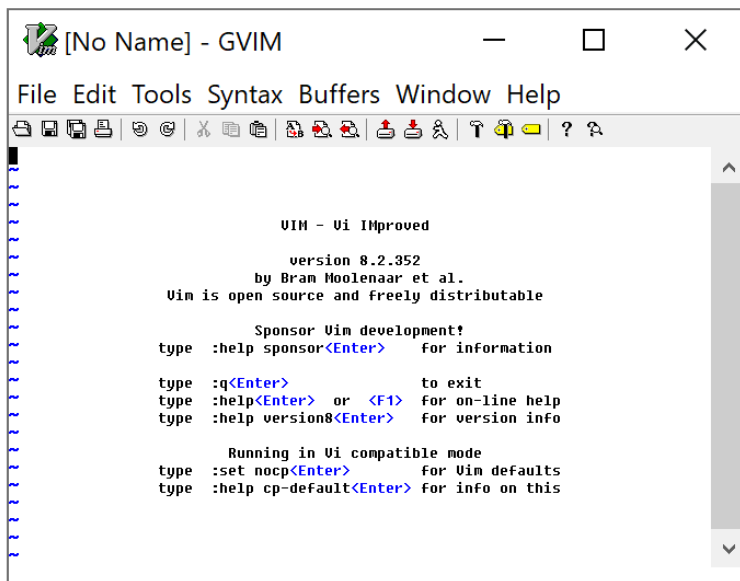 [No Name] - GVIM
File Edit Tools Syntax Buffers Window Help
VIM - Vi IMproved
version 8.2.352
by Bram Moolenaar et al.
Vim is open source and freely distributable
Sponsor Vim development!
type :help sponsor<Enter> for information
type :q<Enter> to exit
type :help<Enter> or <F1> for on-line help
type :help version8<Enter> for version info
Running in Vi compatible mode
type :set nocp<Enter> for Vim defaults
type :help cp-default<Enter> for info on this